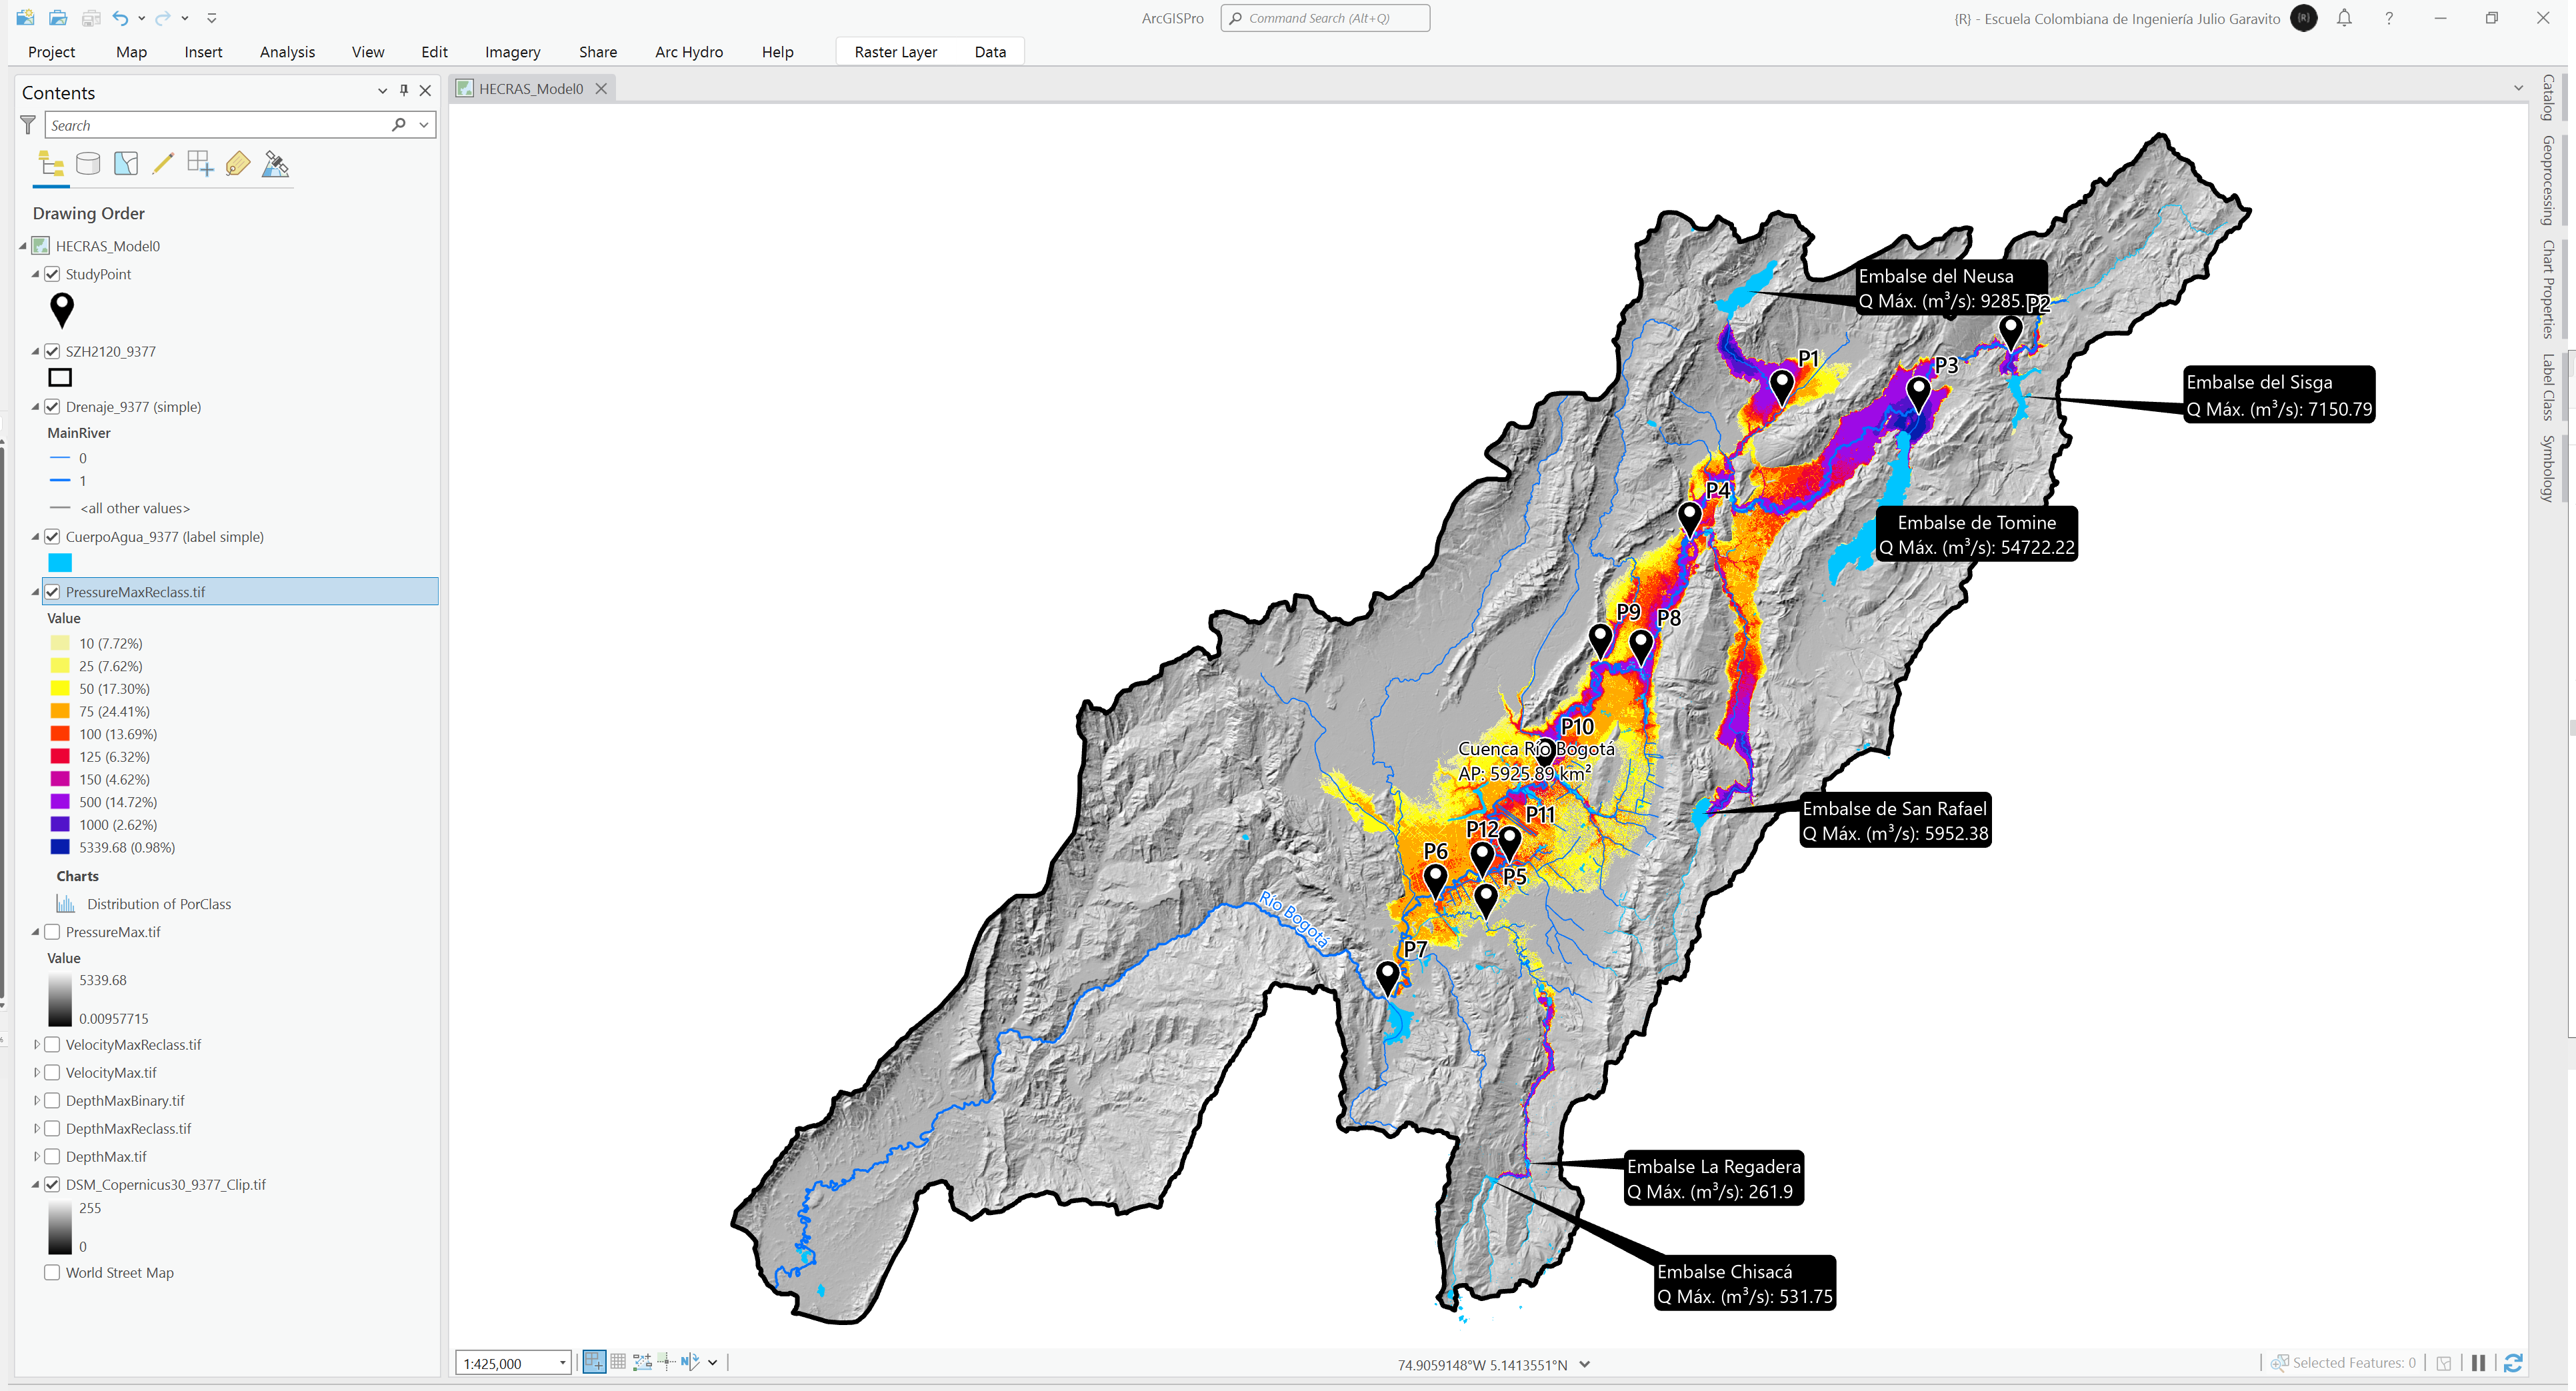 ArcGISPro
Command Search (Alt+Q)
{R} - Escuela Colombiana de Ingeniería Julio Garavito
{R}
?
Project Map Insert Analysis View Edit Imagery Share Arc Hydro Help Raster Layer Data
Contents
HECRAS_Model0
Search
Drawing Order
HECRAS_Model0
StudyPoint
SZH2120_9377
Drenaje_9377 (simple)
MainRiver
0
1
<all other values>
CuerpoAgua_9377 (label simple)
PressureMaxReclass.tif
Value
10 (7.72%)
25 (7.62%)
50 (17.30%)
75 (24.41%)
100 (13.69%)
125 (6.32%)
150 (4.62%)
500 (14.72%)
1000 (2.62%)
5339.68 (0.98%)
Charts
Distribution of PorClass
PressureMax.tif
Value
5339.68
0.00957715
VelocityMaxReclass.tif
VelocityMax.tif
DepthMaxBinary.tif
DepthMaxReclass.tif
DepthMax.tif
DSM_Copernicus30_9377_Clip.tif
255
0
World Street Map
Embalse del Neusa
Q Máx. (m³/s): 9285.
P2
P1
P3
Embalse del Sisga
Q Máx. (m³/s): 7150.79
P4
Embalse de Tomine
Q Máx. (m³/s): 54722.22
P9
P8
P10
Cuenca Río Bogotá
AP: 5925.89 km²
P11
P12
Embalse de San Rafael
Q Máx. (m³/s): 5952.38
P6
P5
Río Bogotá
P7
Embalse La Regadera
Q Máx. (m³/s): 261.9
Embalse Chisacá
Q Máx. (m³/s): 531.75
1:425,000
N
74.9059148°W 5.1413551°N
Selected Features: 0
Catalog
Geoprocessing
Chart Properties
Label Class
Symbology